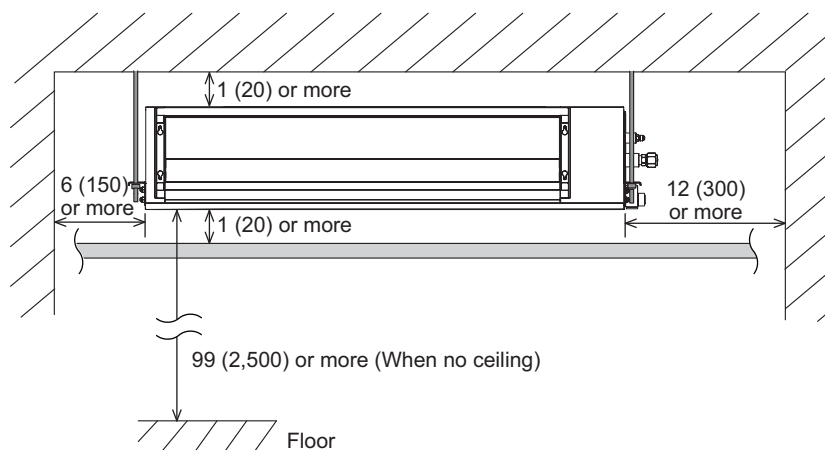 1 (20) or more
6 (150)
or more
12 (300)
or more
1 (20) or more
99 (2,500) or more (When no ceiling)
Floor